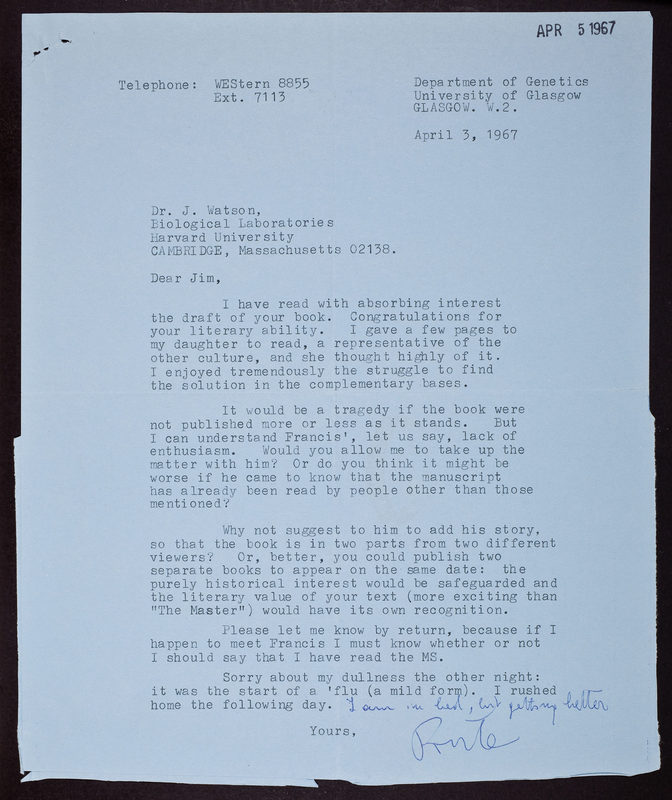 APR 5 1967
Telephone: WEStern 8855
Ext. 7113
Department of Genetics
University of Glasgow
GLASGOW. W.2.
April 3, 1967
Dr. J. Watson,
Biological Laboratories
Harvard University
CAMBRIDGE, Massachusetts 02138.
Dear Jim,
I have read with absorbing interest
the draft of your book. Congratulations for
your literary ability. I gave a few pages to
my daughter to read, a representative of the
other culture, and she thought highly of it.
I enjoyed tremendously the struggle to find
the solution in the complementary bases.
It would be a tragedy if the book were
not published more or less as it stands. But
I can understand Francis', let us say, lack of
enthusiasm. Would you allow me to take up the
matter with him? Or do you think it might be
worse if he came to know that the manuscript
has already been read by people other than those
mentioned?
Why not suggest to him to add his story,
so that the book is in two parts from two different
viewers? Or, better, you could publish two
separate books to appear on the same date: the
purely historical interest would be safeguarded and
the literary value of your text (more exciting than
"The Master") would have its own recognition.
Please let me know by return, because if I
happen to meet Francis I must know whether or not
I should say that I have read the MS.
Sorry about my dullness the other night:
it was the start of a 'flu (a mild form). I rushed
home the following day. I am in bed, but getting better
Yours,
Ponte